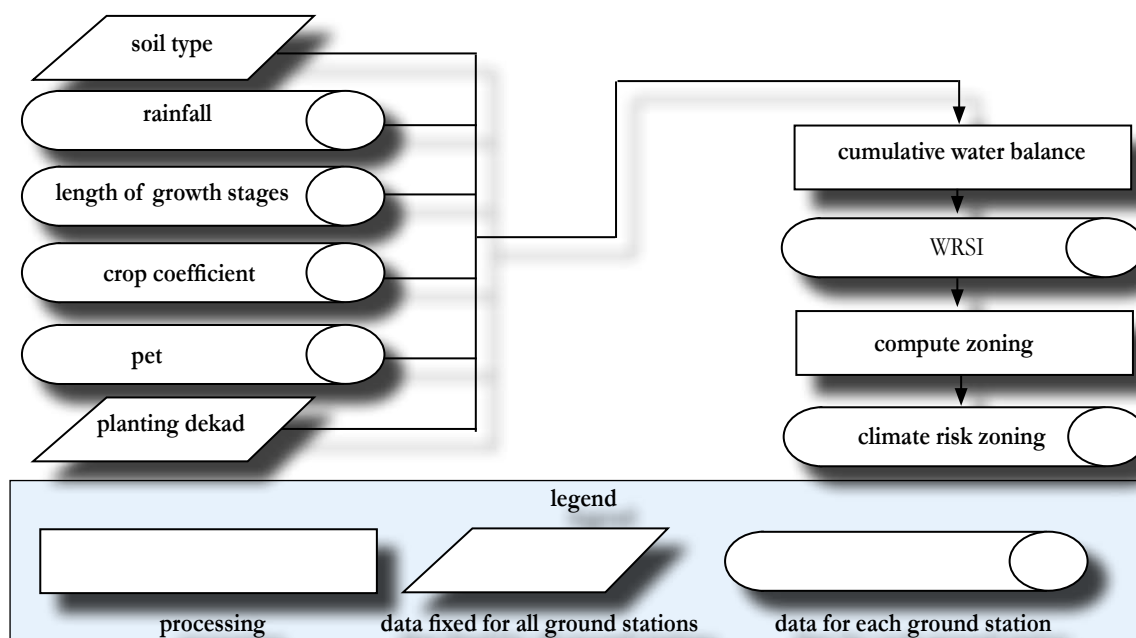 soil type
rainfall
length of growth stages
crop coefficient
pet
planting dekad
cumulative water balance
WRSI
compute zoning
climate risk zoning
legend
processing
data fixed for all ground stations
data for each ground station